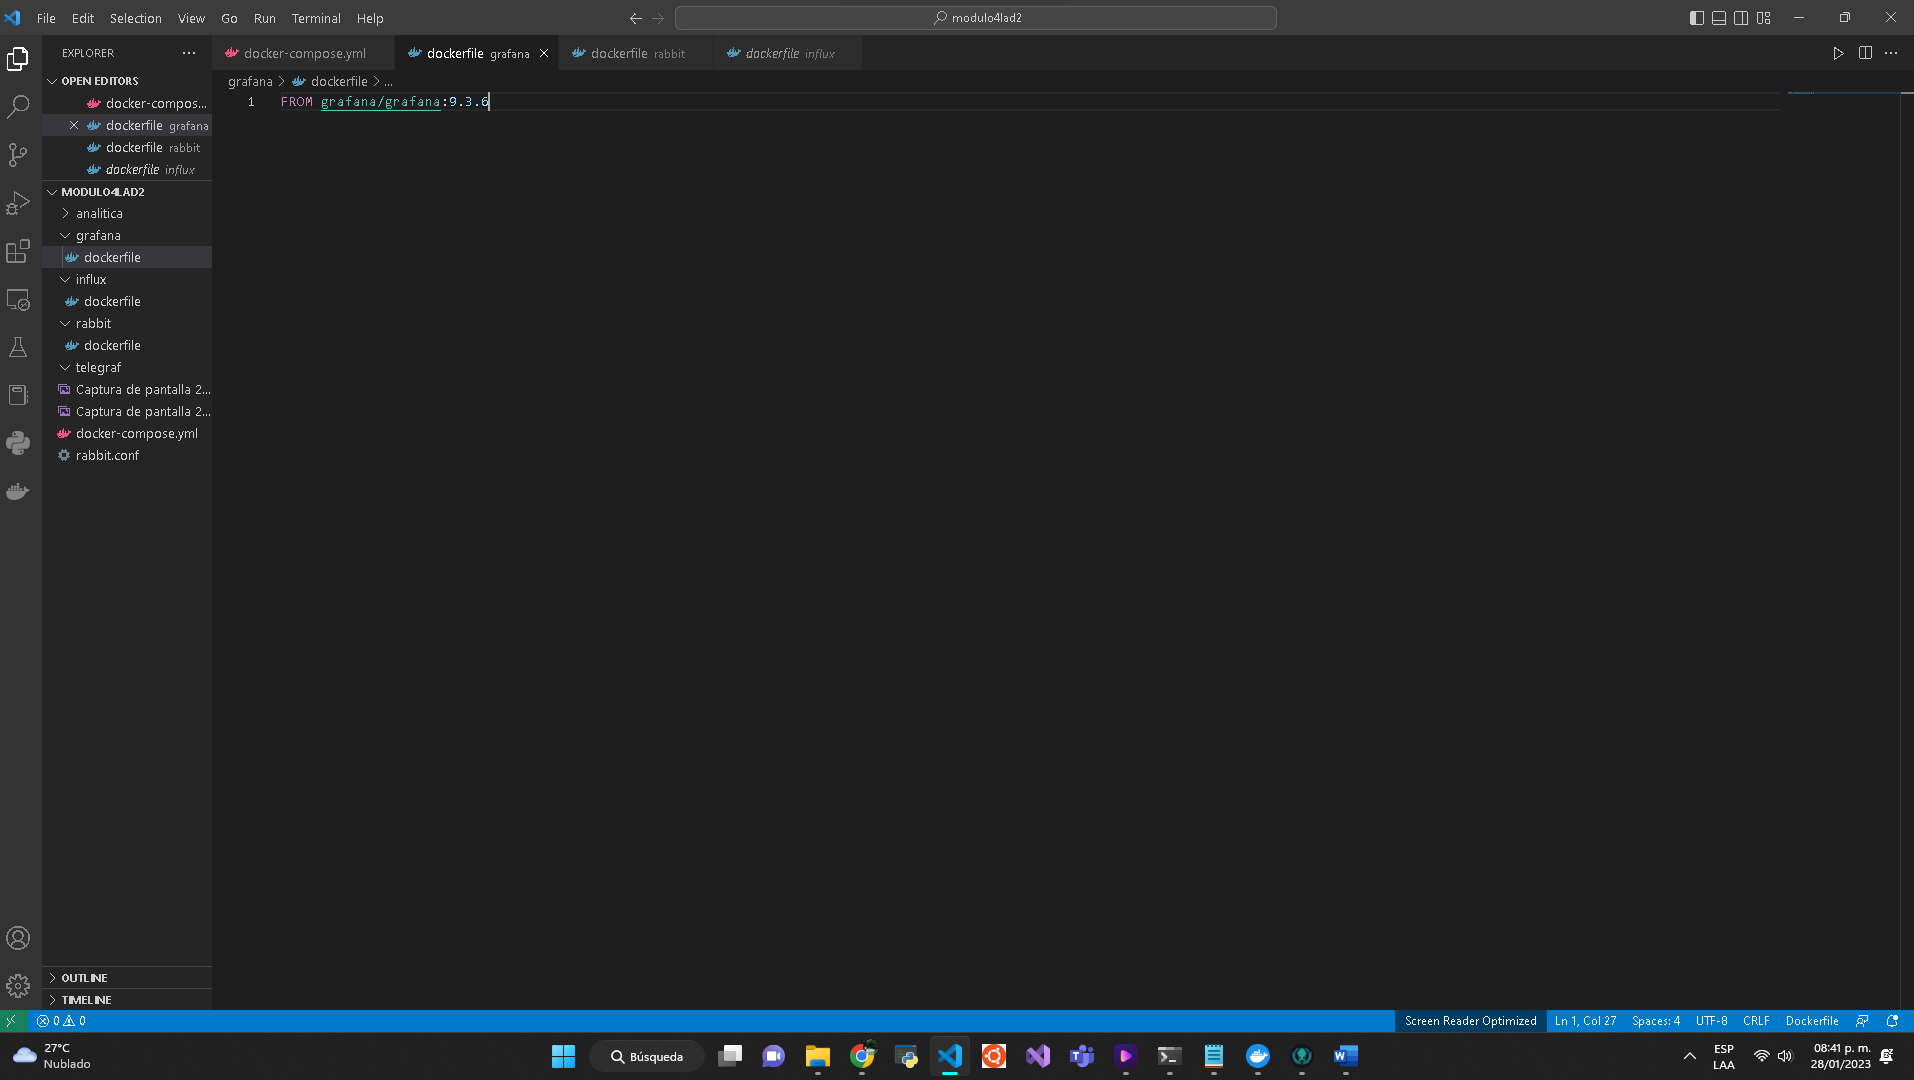 File Edit Selection View Go Run Terminal Help
modulo4lad2
EXPLORER
docker-compose.yml
dockerfile grafana
dockerfile rabbit
dockerfile influx
OPEN EDITORS
docker-compos...
dockerfile grafana
dockerfile rabbit
dockerfile influx
grafana > dockerfile > ...
1 FROM grafana/grafana:9.3.6
MODULO4LAD2
analitica
grafana
dockerfile
influx
dockerfile
rabbit
dockerfile
telegraf
Captura de pantalla 2...
Captura de pantalla 2...
docker-compose.yml
rabbit.conf
OUTLINE
TIMELINE
0 0
Screen Reader Optimized
Ln 1, Col 27
Spaces: 4
UTF-8
CRLF
Dockerfile
27°C
Nublado
Búsqueda
ESP
LAA
08:41 p. m.
28/01/2023